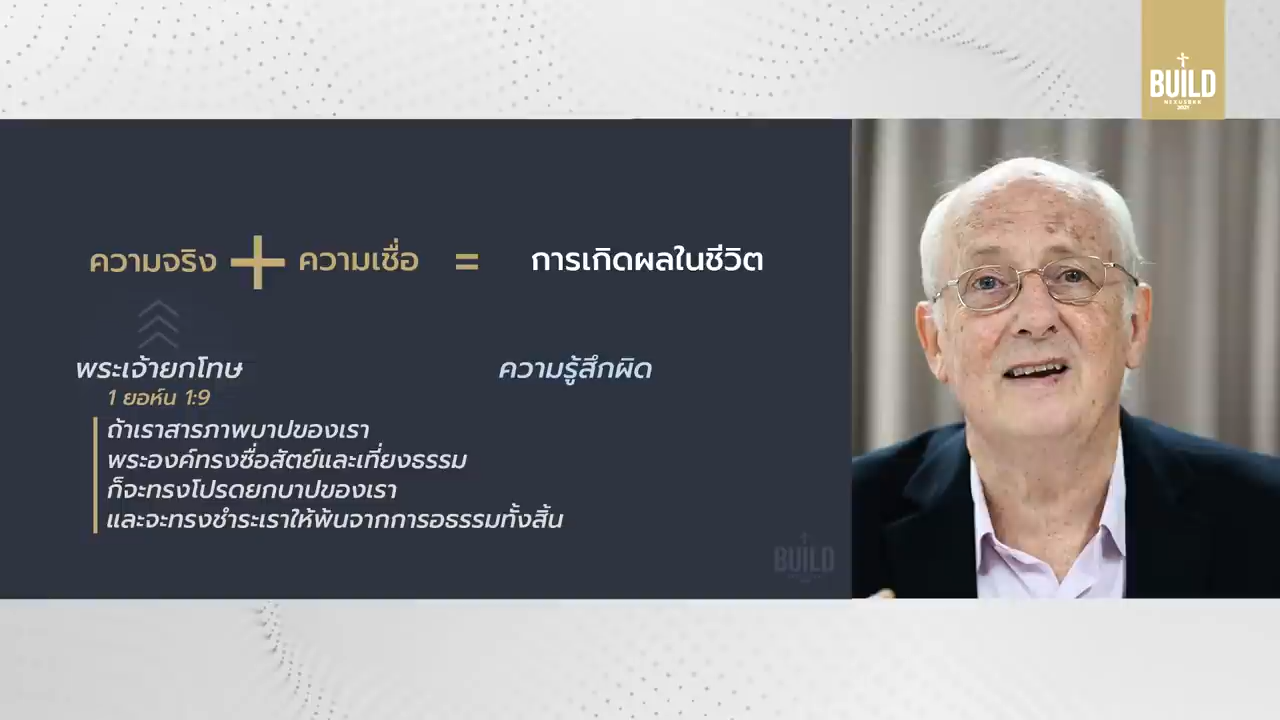 BUILD
NEXUSBKK
2021
ความจริง + ความเชื่อ = การเกิดผลในชีวิต
พระเจ้ายกโทษ ความรู้สึกผิด
1 ยอห์น 1:9
ถ้าเราสารภาพบาปของเรา
พระองค์ทรงซื่อสัตย์และเที่ยงธรรม
ก็จะทรงโปรดยกบาปของเรา
และจะทรงชำระเราให้พ้นจากการอธรรมทั้งสิ้น
BUILD